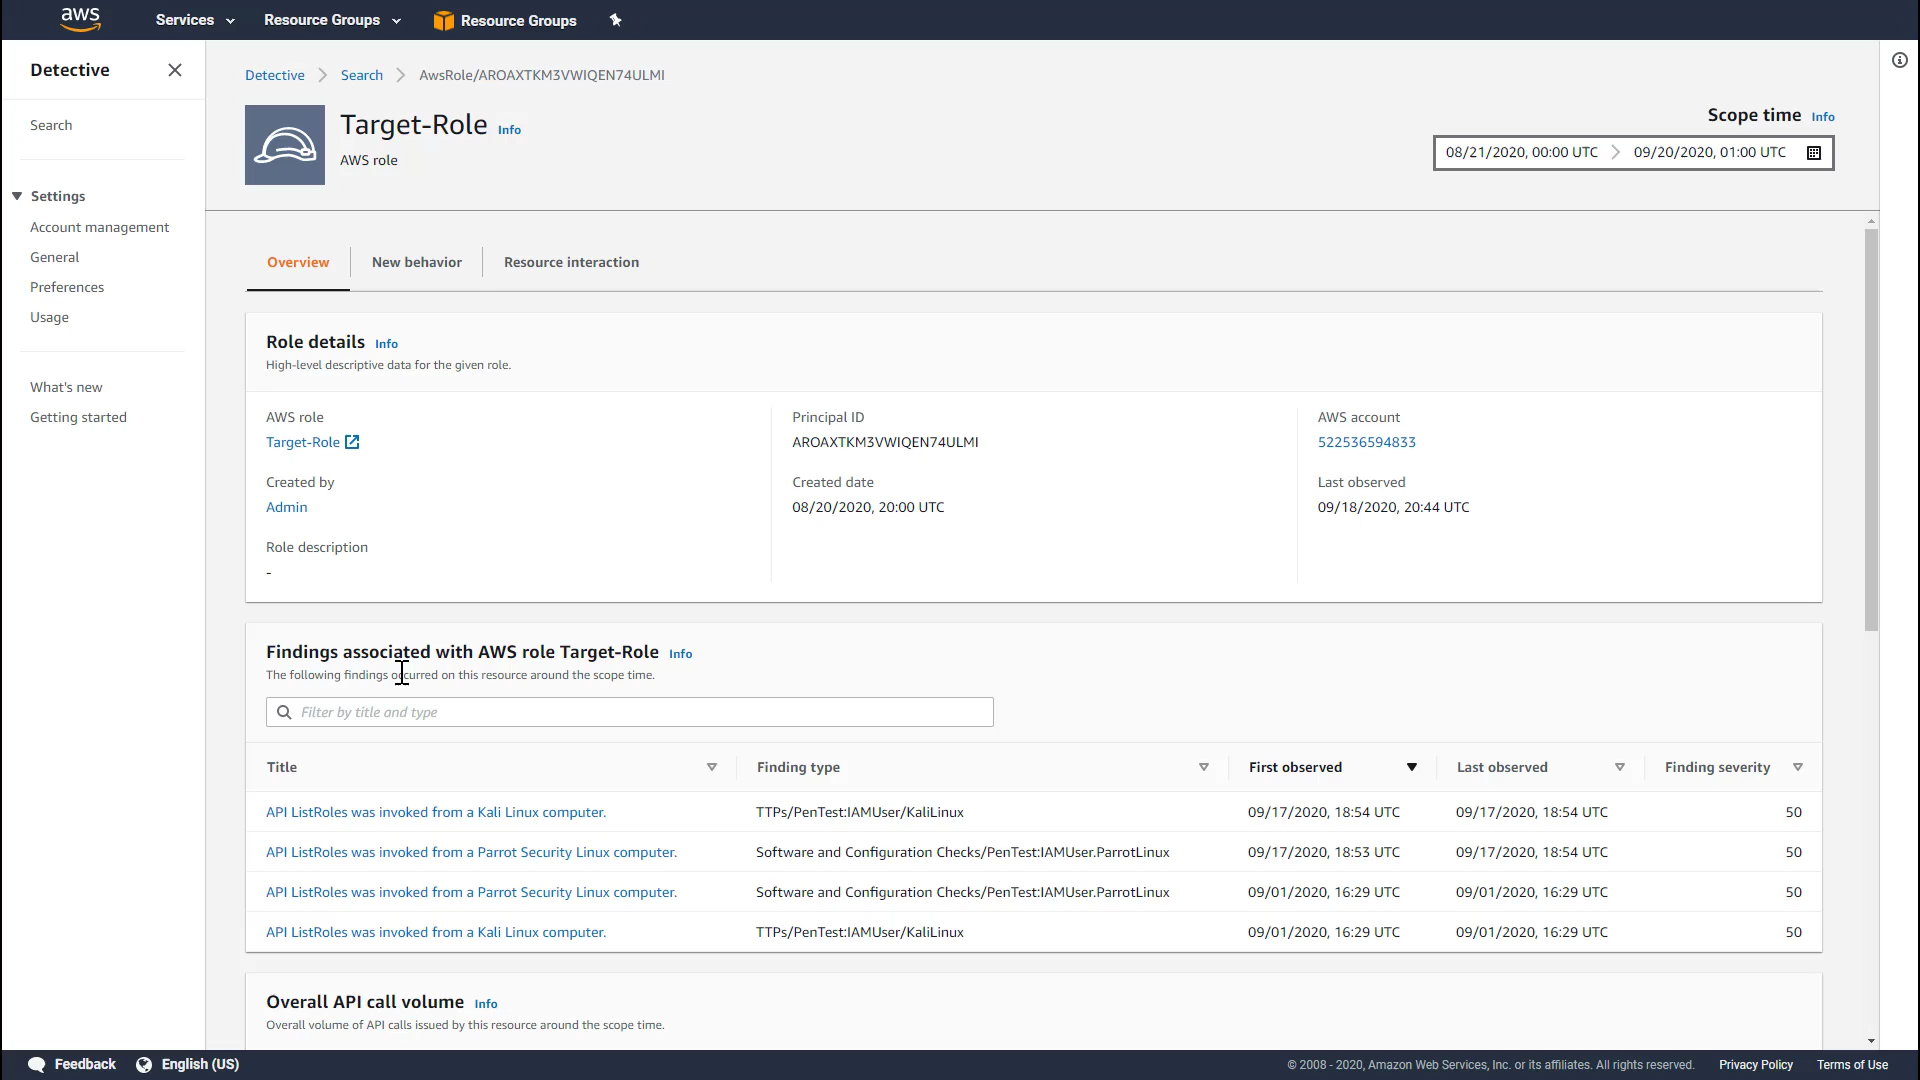 aws Services Resource Groups Resource Groups
Detective
Search
Settings
Account management
General
Preferences
Usage
What's new
Getting started
Detective Search AwsRole/AROAXTKM3VWIQEN74ULMI
Target-Role Info
AWS role
Scope time Info
08/21/2020, 00:00 UTC 09/20/2020, 01:00 UTC
Overview New behavior Resource interaction
Role details Info
High-level descriptive data for the given role.
AWS role Principal ID AWS account
Target-Role AROAXTKM3VWIQEN74ULMI 522536594833
Created by Created date Last observed
Admin 08/20/2020, 20:00 UTC 09/18/2020, 20:44 UTC
Role description
-
Findings associated with AWS role Target-Role Info
The following findings occurred on this resource around the scope time.
Filter by title and type
Title Finding type First observed Last observed Finding severity
API ListRoles was invoked from a Kali Linux computer. TTPs/PenTest:IAMUser/KaliLinux 09/17/2020, 18:54 UTC 09/17/2020, 18:54 UTC 50
API ListRoles was invoked from a Parrot Security Linux computer. Software and Configuration Checks/PenTest:IAMUser.ParrotLinux 09/17/2020, 18:53 UTC 09/17/2020, 18:54 UTC 50
API ListRoles was invoked from a Parrot Security Linux computer. Software and Configuration Checks/PenTest:IAMUser.ParrotLinux 09/01/2020, 16:29 UTC 09/01/2020, 16:29 UTC 50
API ListRoles was invoked from a Kali Linux computer. TTPs/PenTest:IAMUser/KaliLinux 09/01/2020, 16:29 UTC 09/01/2020, 16:29 UTC 50
Overall API call volume Info
Overall volume of API calls issued by this resource around the scope time.
Feedback English (US) © 2008 - 2020, Amazon Web Services, Inc. or its affiliates. All rights reserved. Privacy Policy Terms of Use